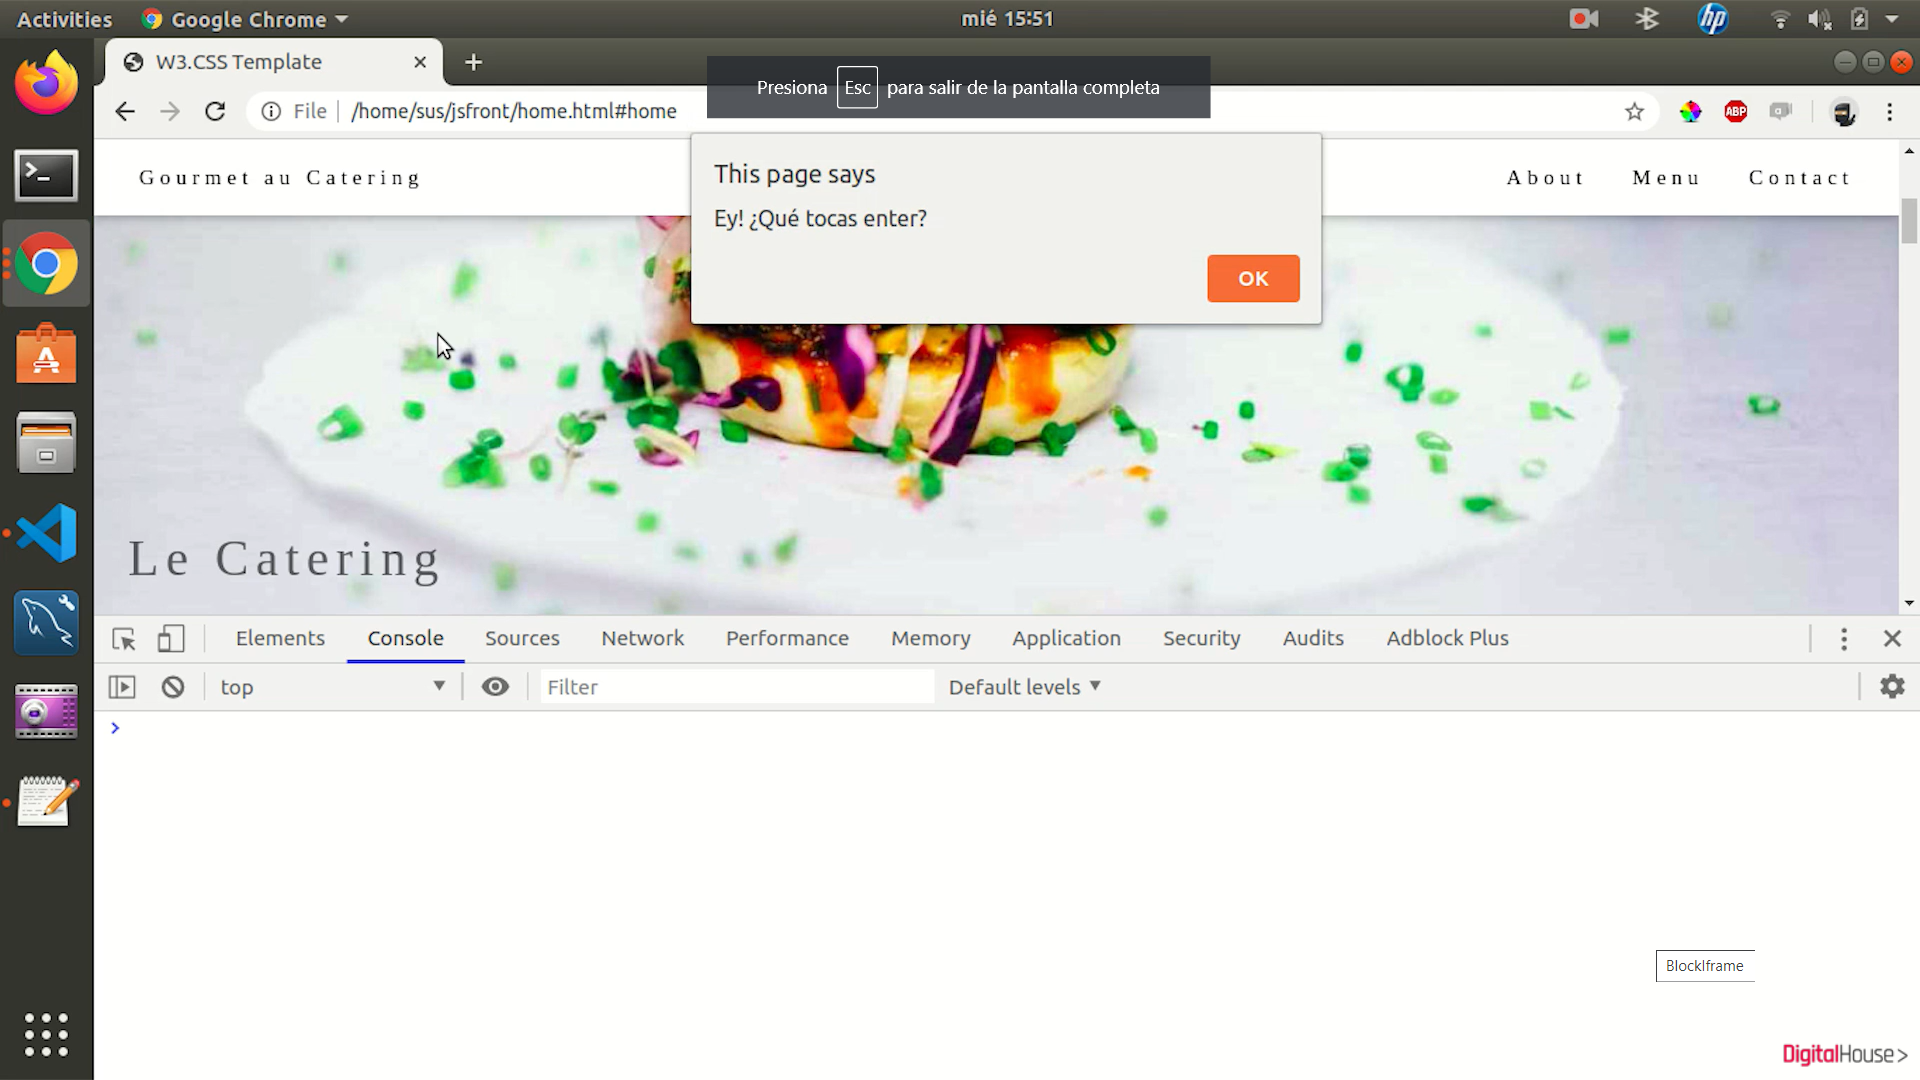 Activities
Google Chrome
mié 15:51
hp
W3.CSS Template
Presiona Esc para salir de la pantalla completa
File
/home/sus/jsfront/home.html#home
ABP
Gourmet au Catering
About
Menu
Contact
This page says
Ey! ¿Qué tocas enter?
OK
Le Catering
Elements
Console
Sources
Network
Performance
Memory
Application
Security
Audits
Adblock Plus
top
Filter
Default levels
BlockIframe
DigitalHouse>